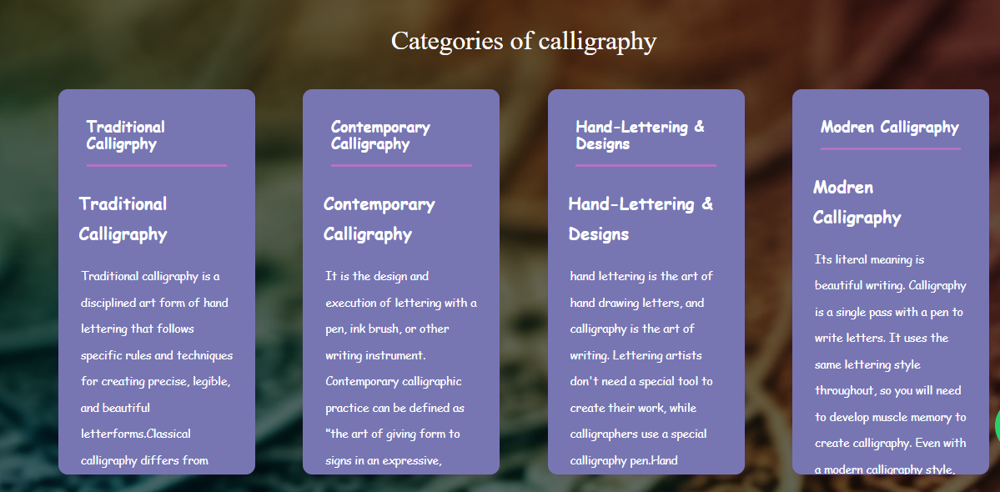 Categories of calligraphy
Traditional
Calligrphy
Traditional
Calligraphy
Traditional calligraphy is a
disciplined art form of hand
lettering that follows
specific rules and techniques
for creating precise, legible,
and beautiful
letterforms.Classical
calligraphy differs from
Contemporary
Calligraphy
Contemporary
Calligraphy
It is the design and
execution of lettering with a
pen, ink brush, or other
writing instrument.
Contemporary calligraphic
practice can be defined as
"the art of giving form to
signs in an expressive,
Hand-Lettering &
Designs
Hand-Lettering &
Designs
hand lettering is the art of
hand drawing letters, and
calligraphy is the art of
writing. Lettering artists
don't need a special tool to
create their work, while
calligraphers use a special
calligraphy pen.Hand
Modren Calligraphy
Modren
Calligraphy
Its literal meaning is
beautiful writing. Calligraphy
is a single pass with a pen to
write letters. It uses the
same lettering style
throughout, so you will need
to develop muscle memory to
create calligraphy. Even with
a modern calligraphy style,